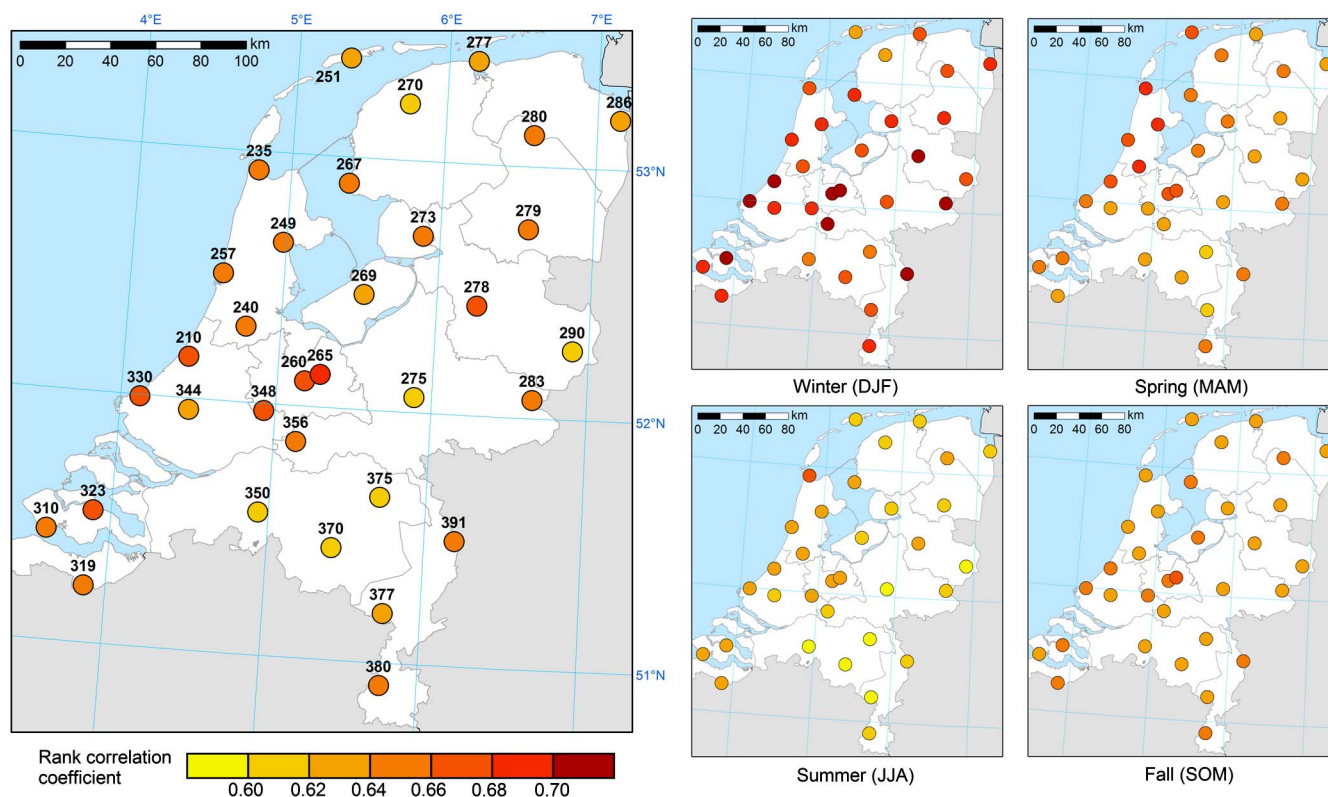 4°E 5°E 6°E 7°E
km
0 20 40 60 80 100
277
251
270
286
280
235
267
53°N
249
273
279
257
269
278
240
210
290
260 265
330
344
348
275
283
52°N
356
323
350
375
310
370
391
319
377
380
51°N
Rank correlation
coefficient
0.60 0.62 0.64 0.66 0.68 0.70
km
0 20 40 60 80
Winter (DJF)
km
0 20 40 60 80
Spring (MAM)
km
0 20 40 60 80
Summer (JJA)
km
0 20 40 60 80
Fall (SOM)